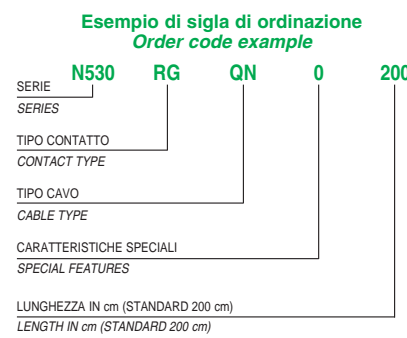 Esempio di sigla di ordinazione
Order code example
N530 RG QN 0 200
SERIE
SERIES
TIPO CONTATTO
CONTACT TYPE
TIPO CAVO
CABLE TYPE
CARATTERISTICHE SPECIALI
SPECIAL FEATURES
LUNGHEZZA IN cm (STANDARD 200 cm)
LENGTH IN cm (STANDARD 200 cm)